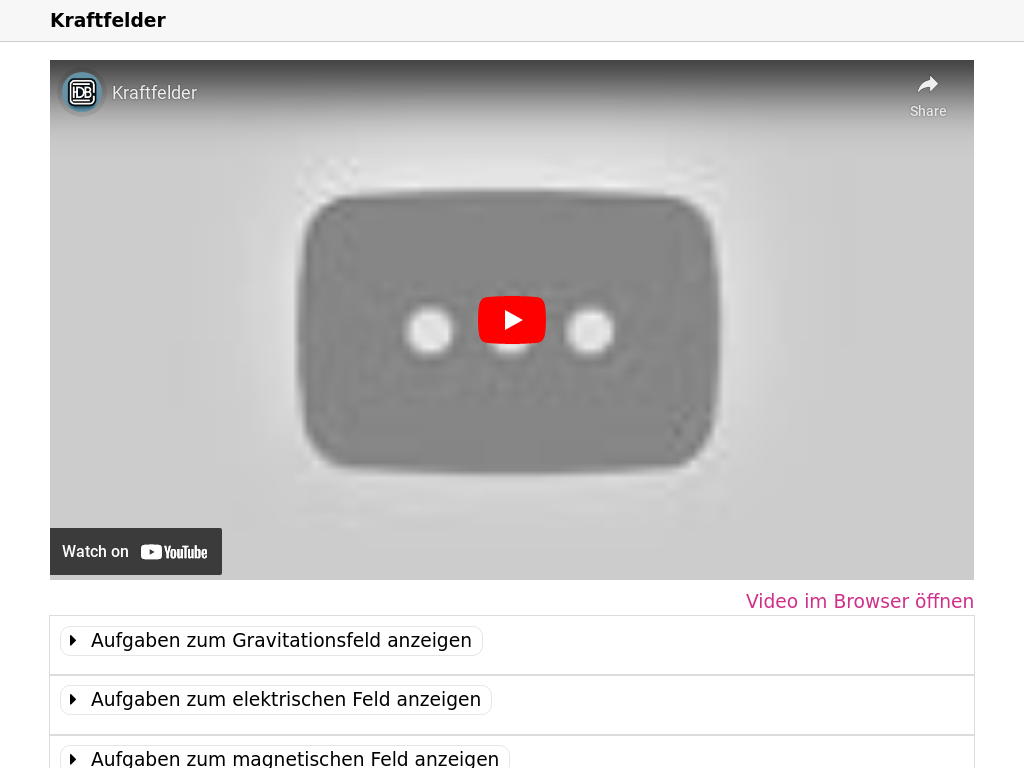 Kraftfelder
HDB
Kraftfelder
Share
Watch on YouTube
Video im Browser öffnen
Aufgaben zum Gravitationsfeld anzeigen
Aufgaben zum elektrischen Feld anzeigen
Aufgaben zum magnetischen Feld anzeigen